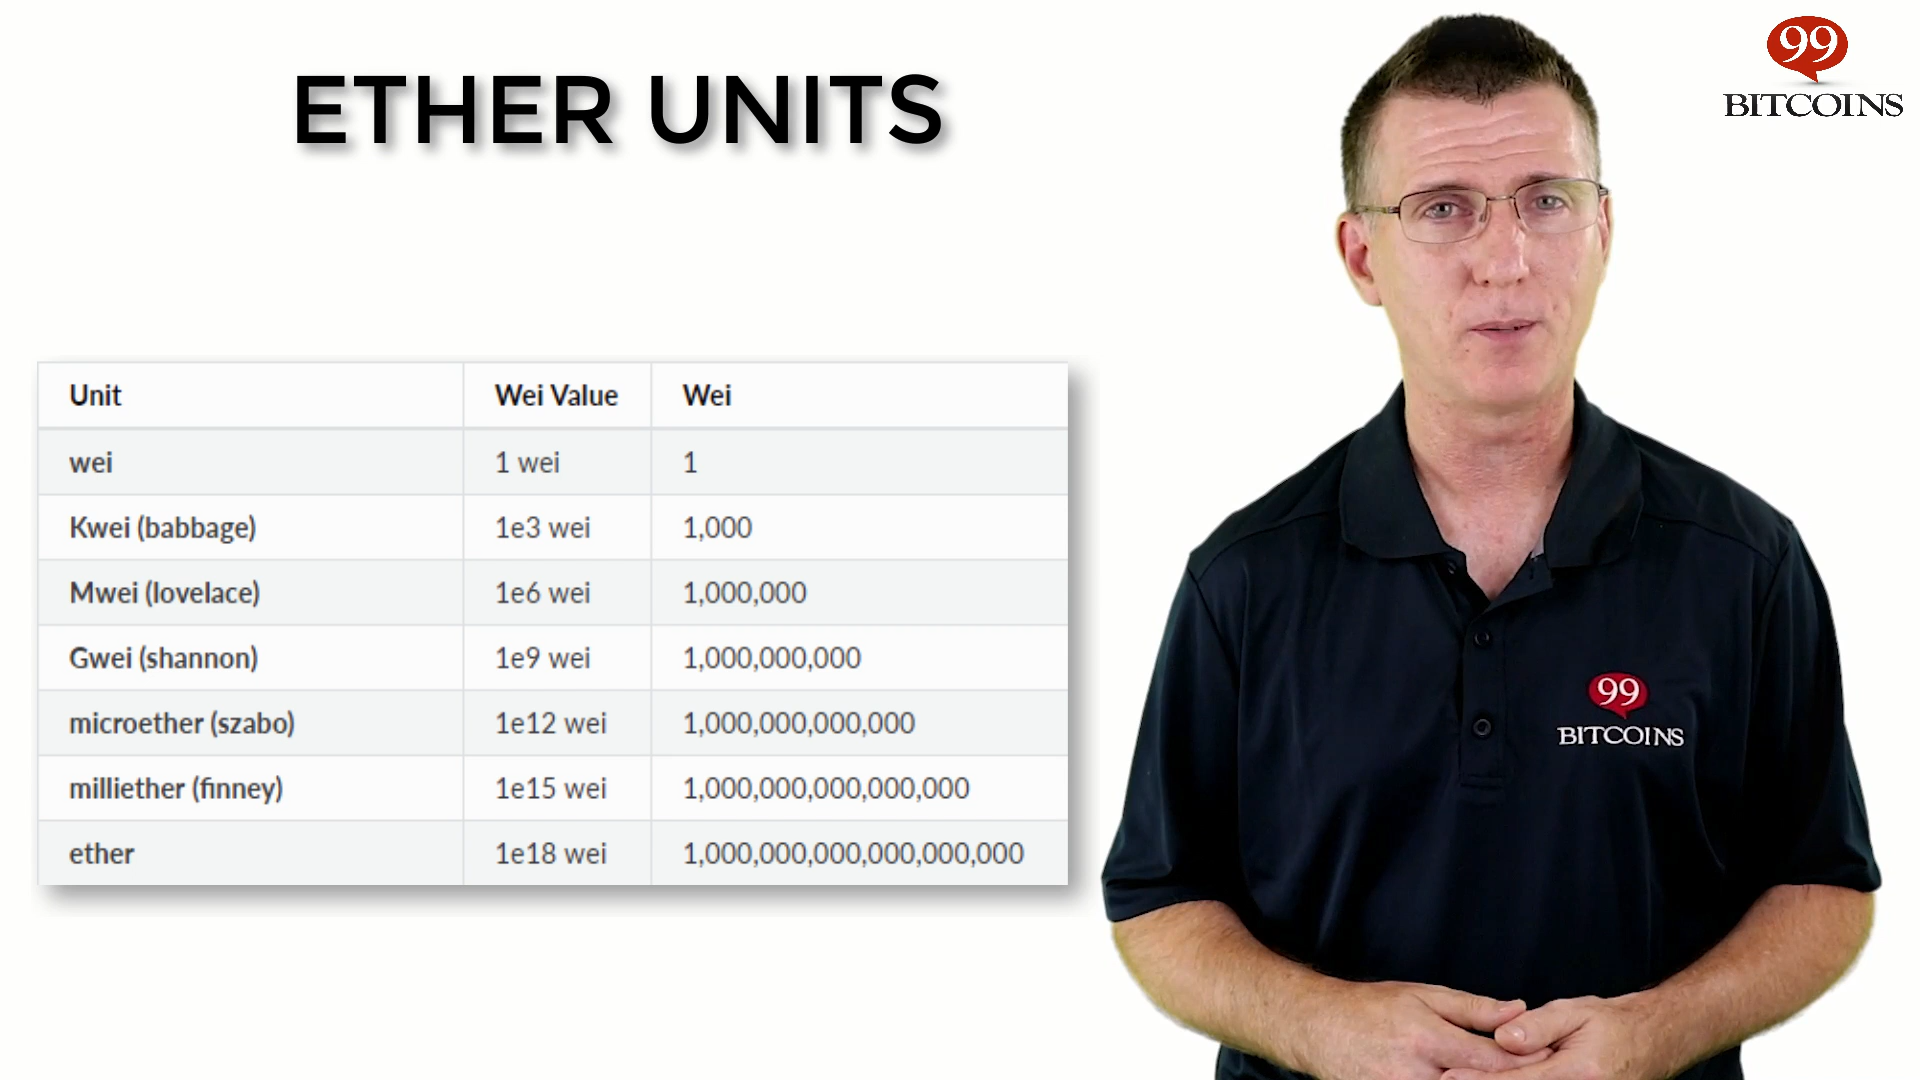 ETHER UNITS
99
BITCOINS
Unit Wei Value Wei
wei 1 wei 1
Kwei (babbage) 1e3 wei 1,000
Mwei (lovelace) 1e6 wei 1,000,000
Gwei (shannon) 1e9 wei 1,000,000,000
microether (szabo) 1e12 wei 1,000,000,000,000
milliether (finney) 1e15 wei 1,000,000,000,000,000
ether 1e18 wei 1,000,000,000,000,000,000
99
BITCOINS